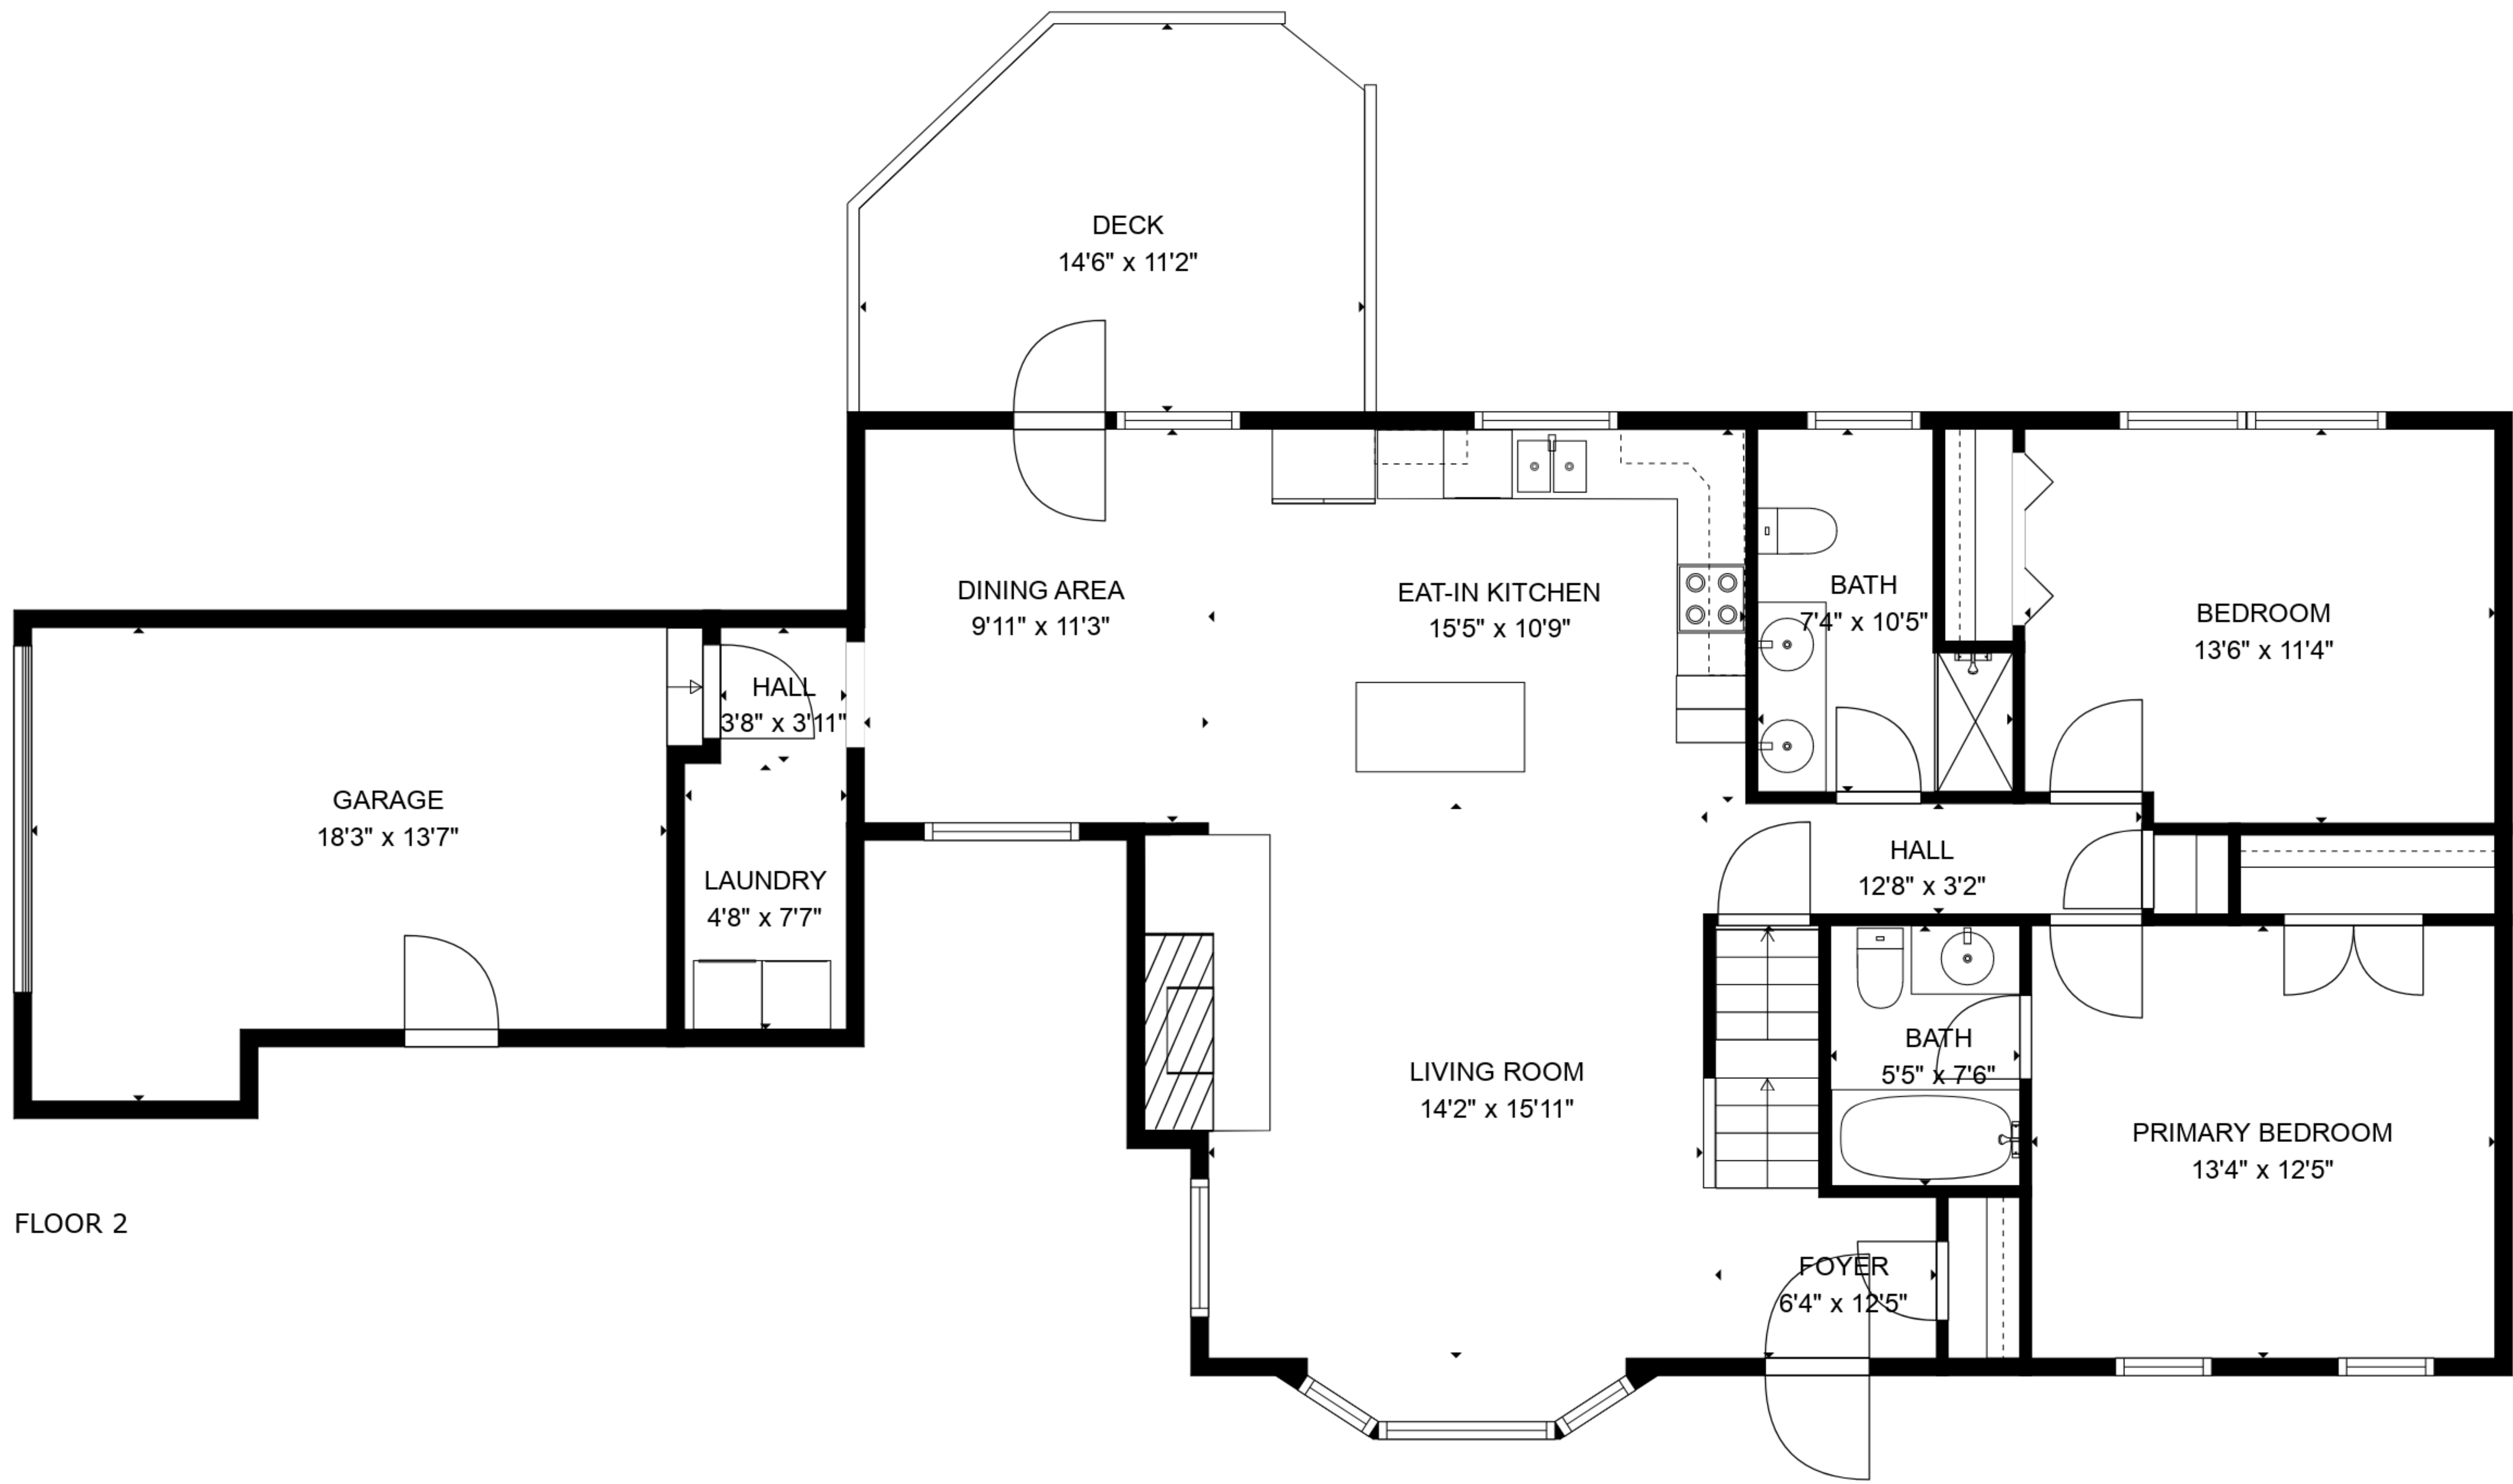 DECK
14'6" x 11'2"
DINING AREA
9'11" x 11'3"
EAT-IN KITCHEN
15'5" x 10'9"
BATH
7'4" x 10'5"
BEDROOM
13'6" x 11'4"
HALL
3'8" x 3'11"
GARAGE
18'3" x 13'7"
LAUNDRY
4'8" x 7'7"
HALL
12'8" x 3'2"
LIVING ROOM
14'2" x 15'11"
BATH
5'5" x 7'6"
PRIMARY BEDROOM
13'4" x 12'5"
FOYER
6'4" x 12'5"
FLOOR 2